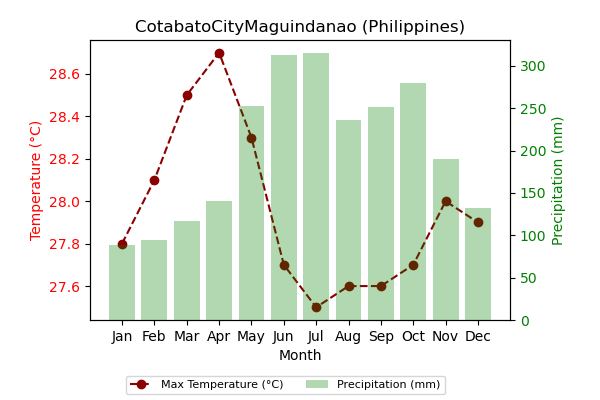 CotabatoCityMaguindanao (Philippines)
28.6
28.4
28.2
28.0
27.8
27.6
Temperature (°C)
300
250
200
150
100
50
0
Precipitation (mm)
Jan Feb Mar Apr May Jun Jul Aug Sep Oct Nov Dec
Month
Max Temperature (°C) Precipitation (mm)